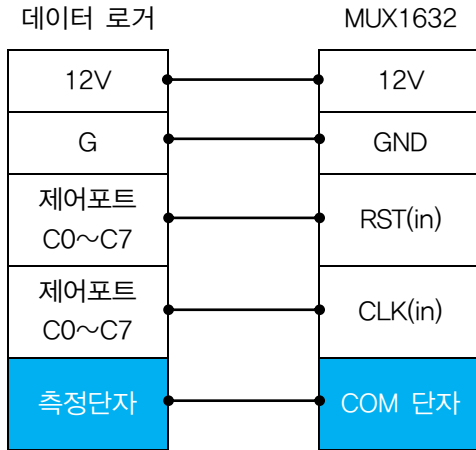 데이터 로거 MUX1632
12V 12V
G GND
제어포트
C0~C7
RST(in)
제어포트
C0~C7
CLK(in)
측정단자 COM 단자